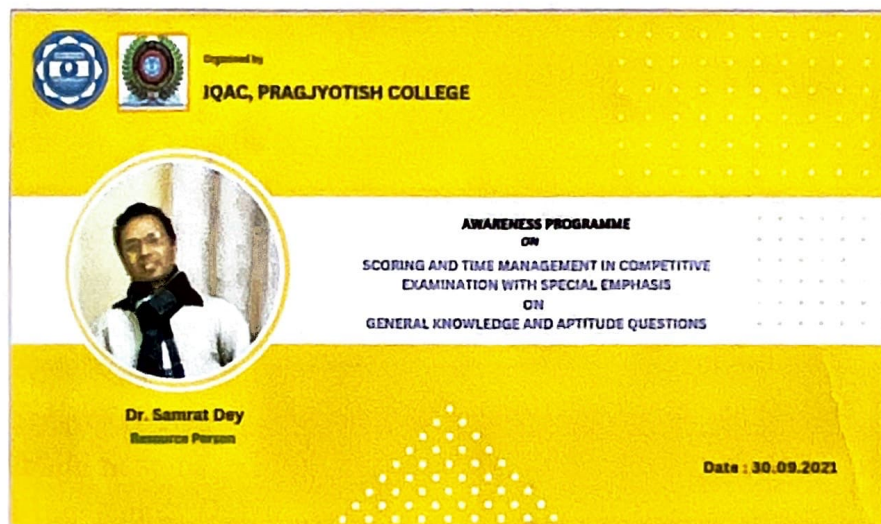 Organised by
IQAC, PRAGJYOTISH COLLEGE
AWARENESS PROGRAMME
ON
SCORING AND TIME MANAGEMENT IN COMPETITIVE
EXAMINATION WITH SPECIAL EMPHASIS
ON
GENERAL KNOWLEDGE AND APTITUDE QUESTIONS
Dr. Samrat Dey
Resource Person
Date : 30.09.2021